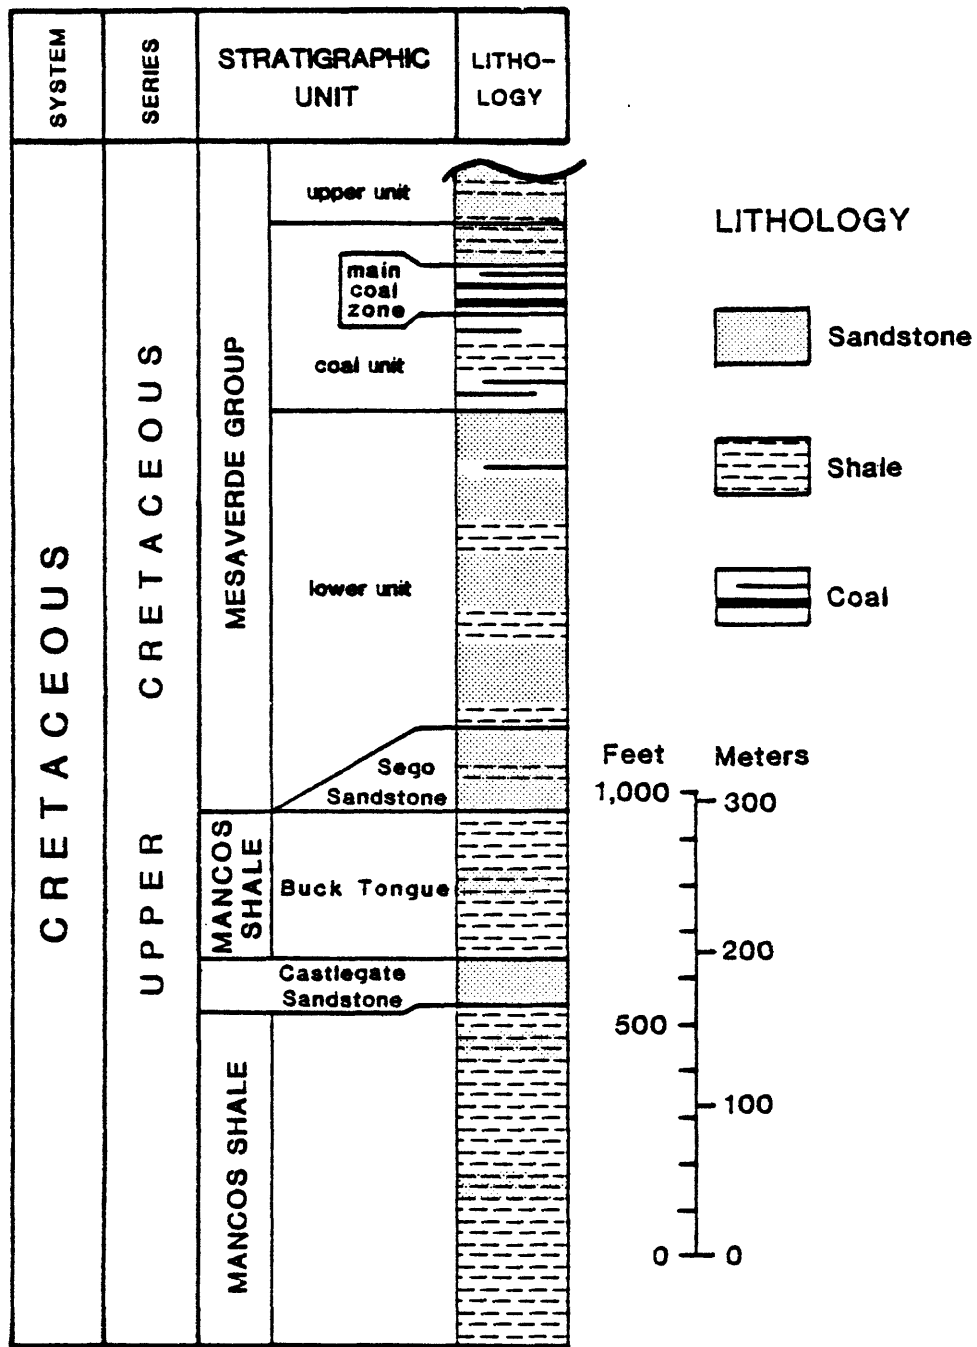 SYSTEM
SERIES
STRATIGRAPHIC
UNIT
LITHO-
LOGY
CRETACEOUS
UPPER CRETACEOUS
MESAVERDE GROUP
upper unit
main
coal
zone
coal unit
lower unit
Sego
Sandstone
MANCOS
SHALE
Buck Tongue
Castlegate
Sandstone
MANCOS SHALE
LITHOLOGY
Sandstone
Shale
Coal
Feet Meters
1,000 300
200
500
100
0 0